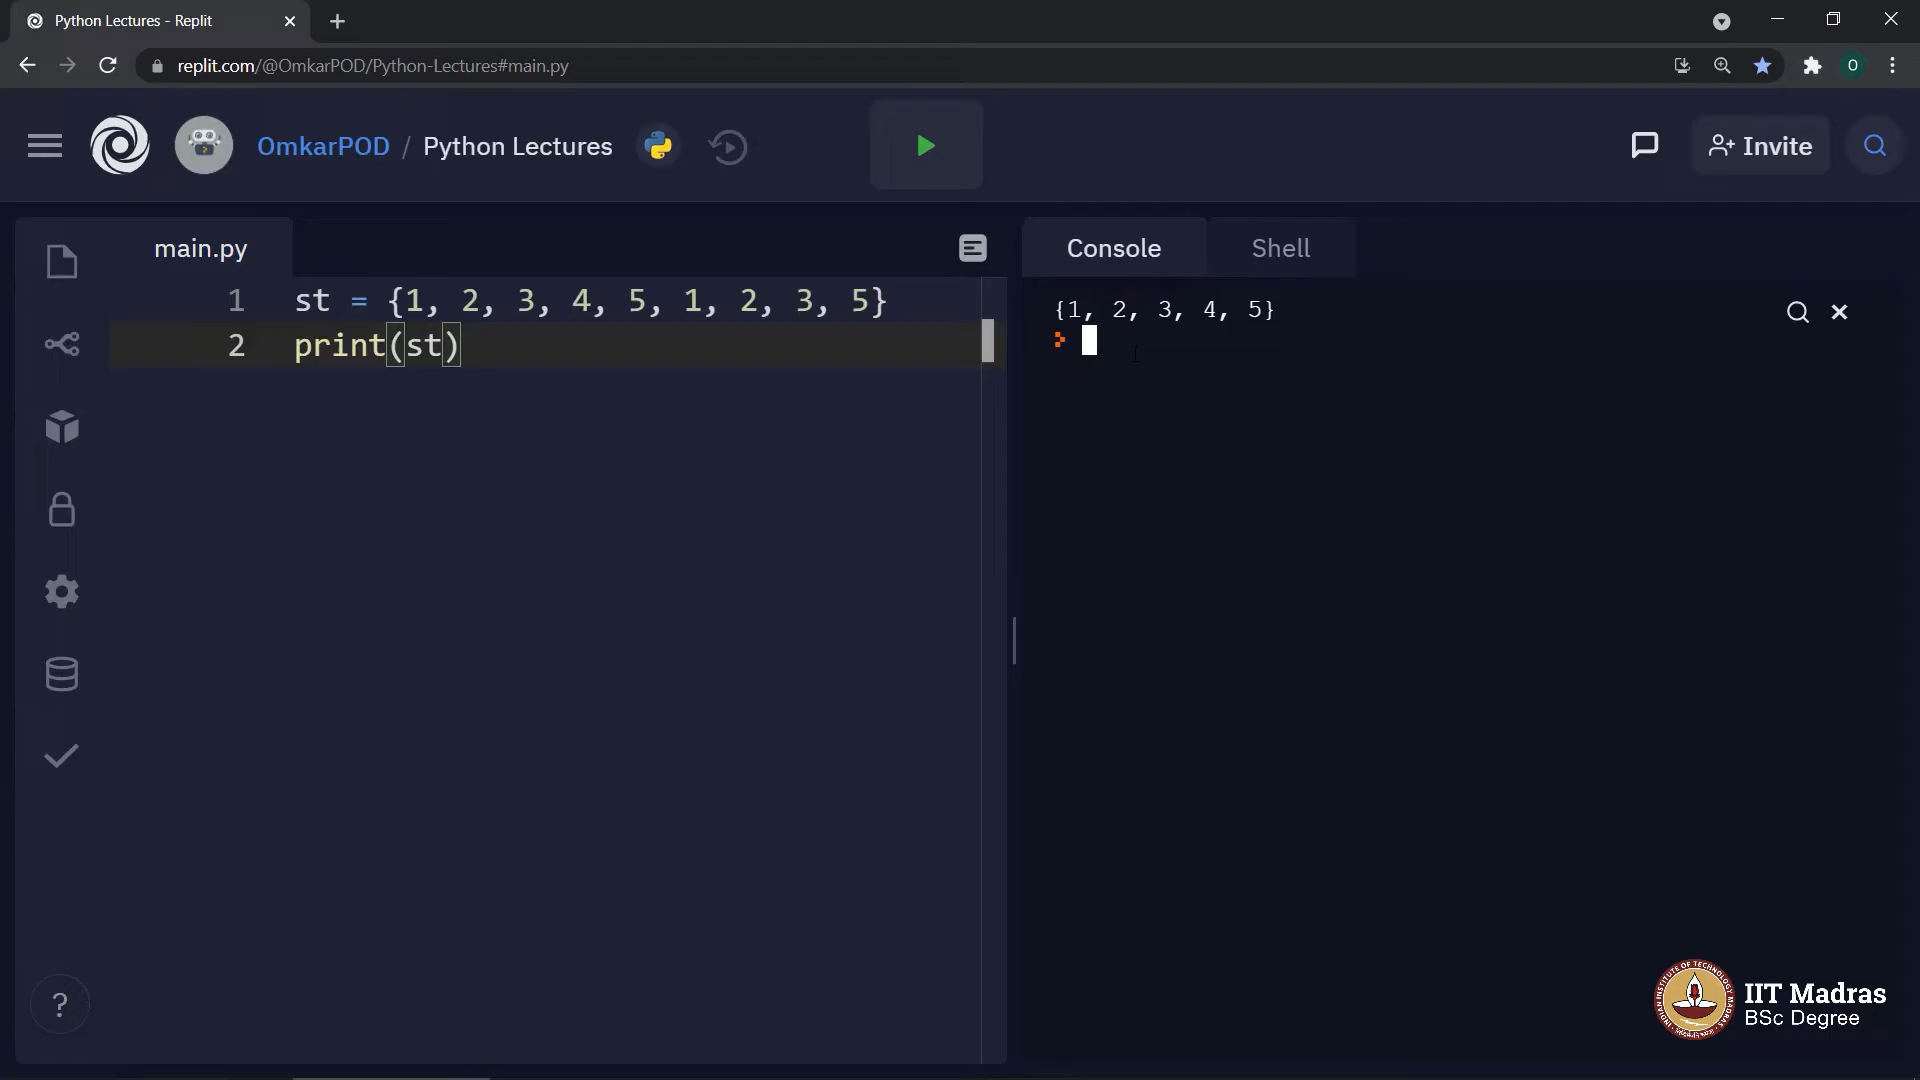 Python Lectures - Replit
replit.com/@OmkarPOD/Python-Lectures#main.py
O
OmkarPOD / Python Lectures
Invite
main.py
Console
Shell
1 st = {1, 2, 3, 4, 5, 1, 2, 3, 5}
2 print(st)
{1, 2, 3, 4, 5}
?
IIT Madras
BSc Degree